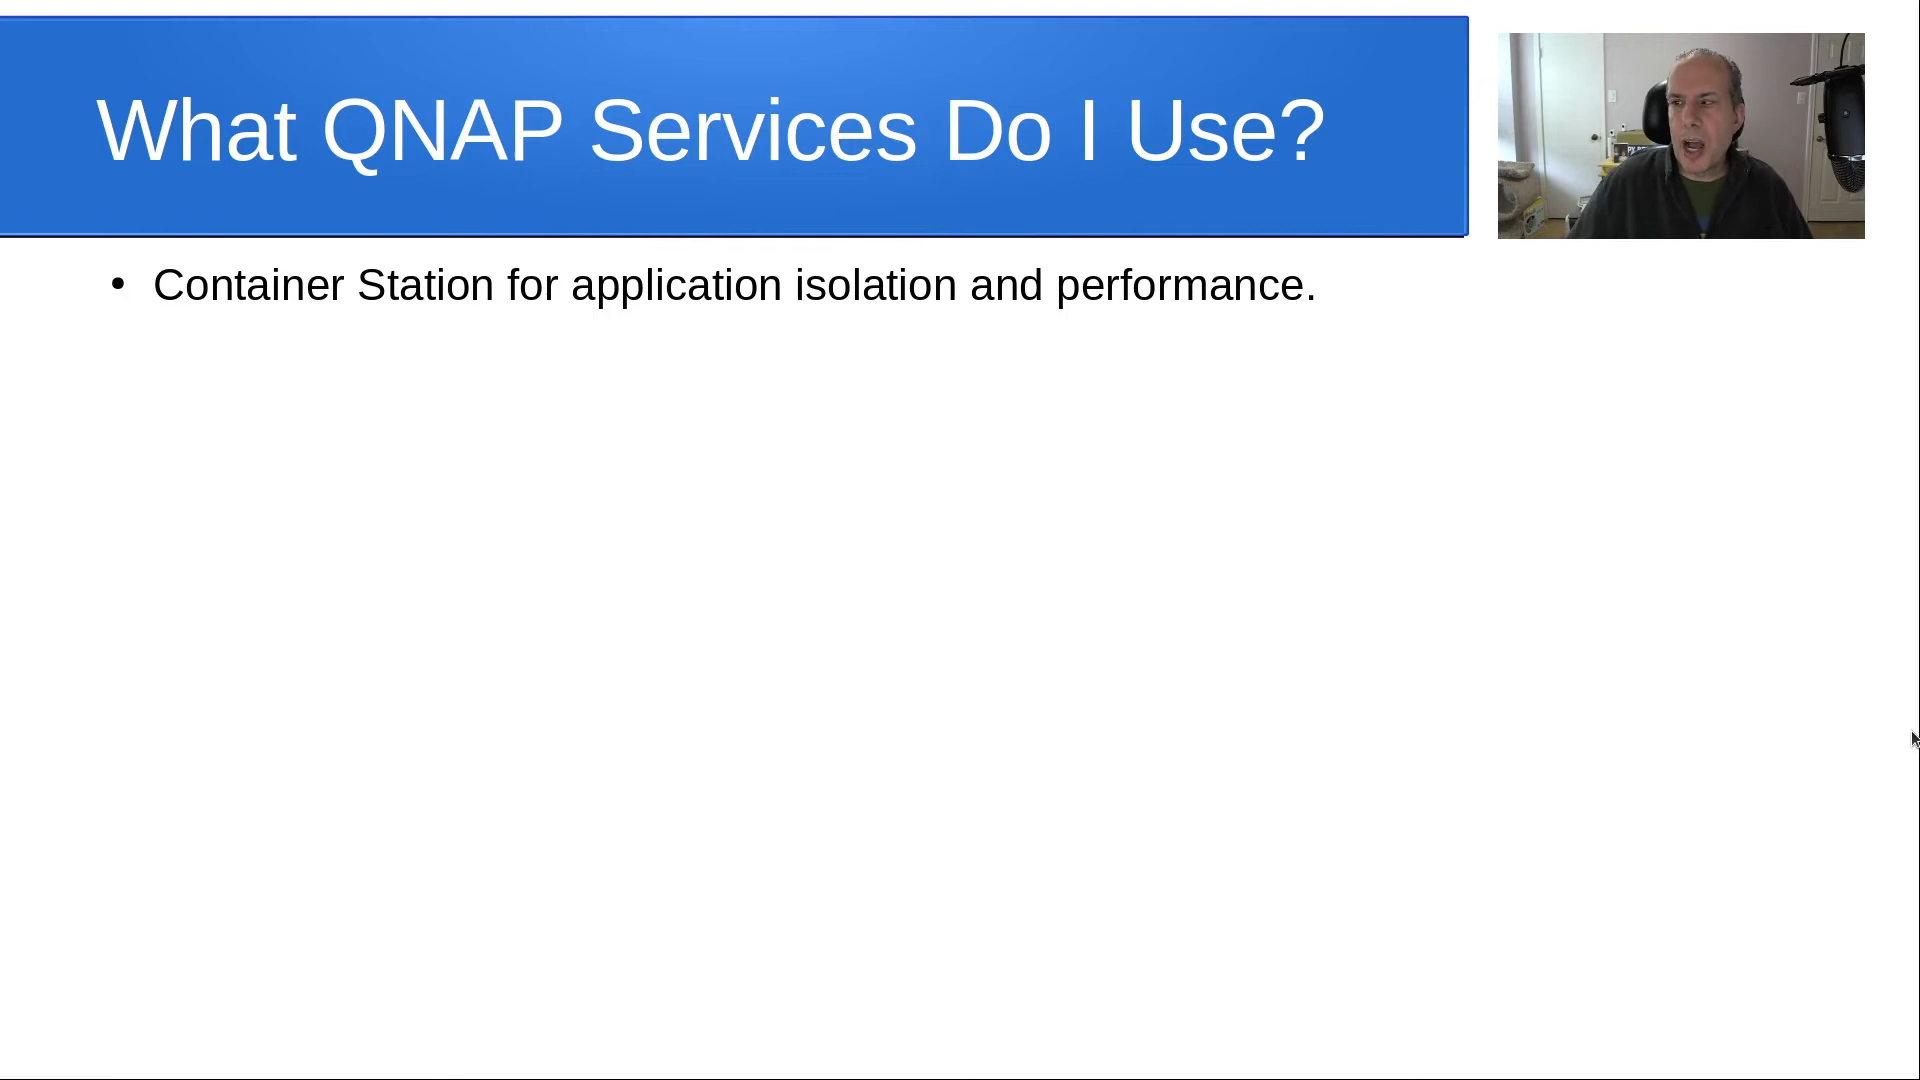 What QNAP Services Do I Use?
• Container Station for application isolation and performance.